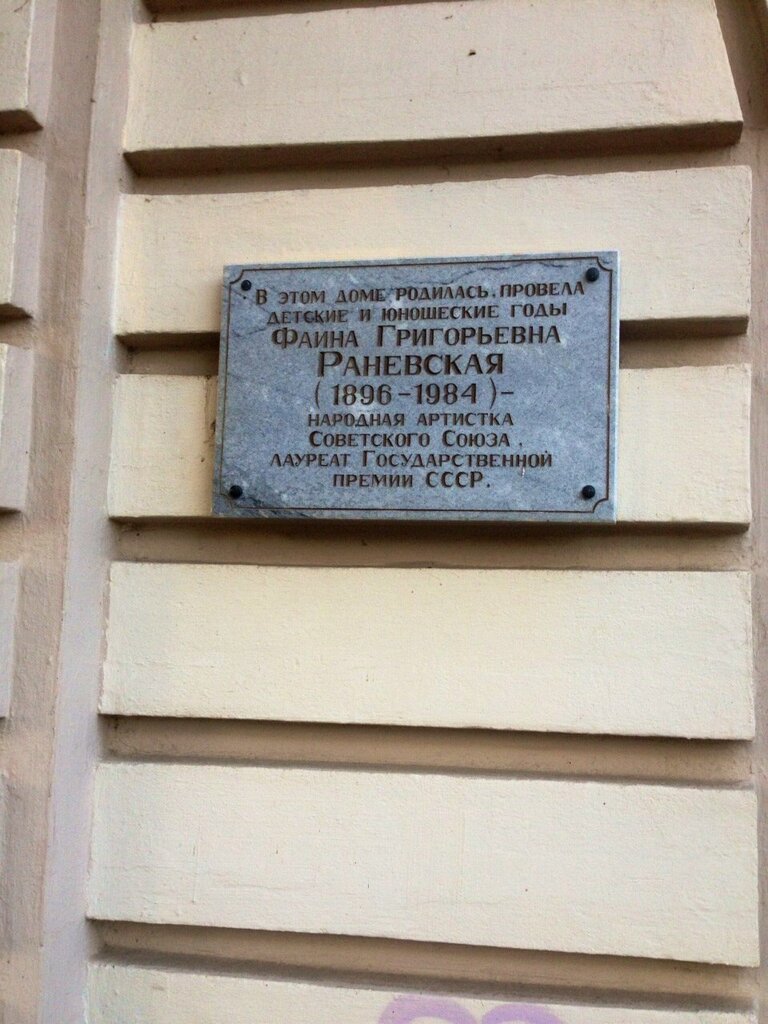 В ЭТОМ ДОМЕ РОДИЛАСЬ, ПРОВЕЛА
ДЕТСКИЕ И ЮНОШЕСКИЕ ГОДЫ
ФАИНА ГРИГОРЬЕВНА
РАНЕВСКАЯ
(1896-1984)-
НАРОДНАЯ АРТИСТКА
СОВЕТСКОГО СОЮЗА,
ЛАУРЕАТ ГОСУДАРСТВЕННОЙ
ПРЕМИИ СССР.